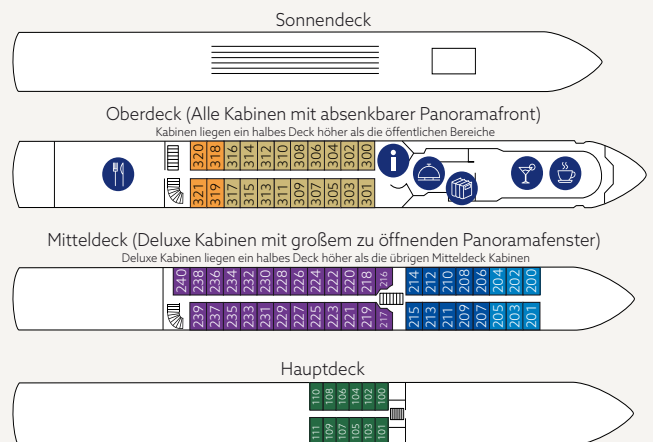 Sonnendeck
Oberdeck (Alle Kabinen mit absenkbarer Panoramafront)
Kabinen liegen ein halbes Deck höher als die öffentlichen Bereiche
320 318 316 314 312 310 308 306 304 302 300
i
321 319 317 315 313 311 309 307 305 303 301
Mitteldeck (Deluxe Kabinen mit großem zu öffnenden Panoramafenster)
Deluxe Kabinen liegen ein halbes Deck höher als die übrigen Mitteldeck Kabinen
240 238 236 234 232 230 228 226 224 222 220 218 216 214 212 210 208 206 204 202 200
239 237 235 233 231 229 227 225 223 221 219 217 215 213 211 209 207 205 203 201
Hauptdeck
110 108 106 104 102 100
111 109 107 105 103 101